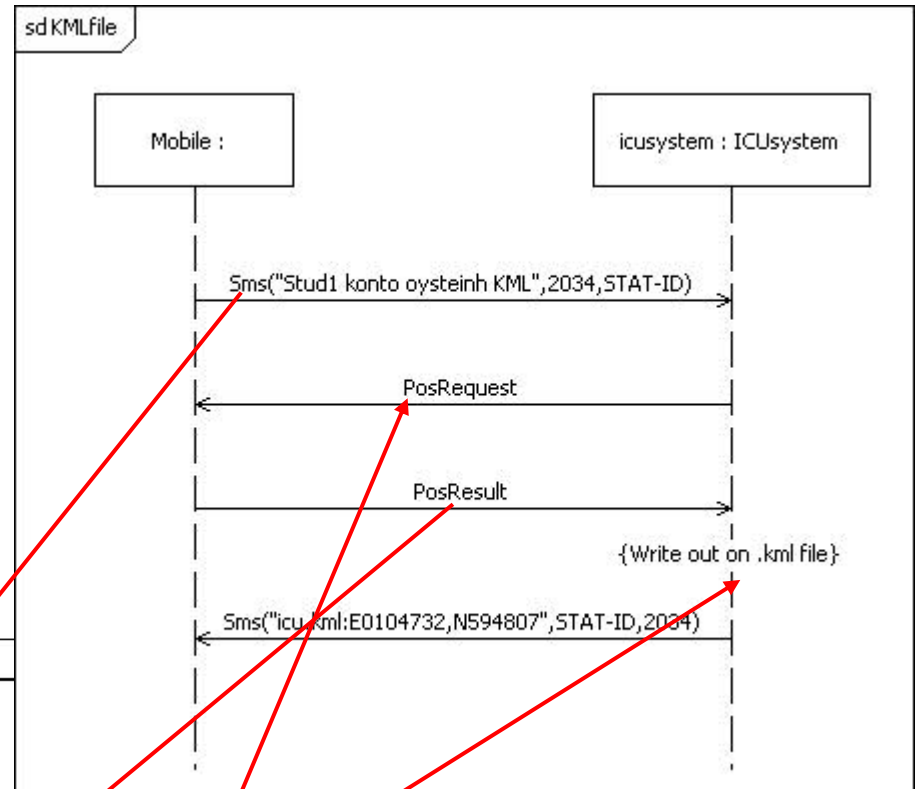 sd KMLfile
Mobile :
icusystem : ICUsystem
Sms("Stud1 konto oysteinh KML",2034,STAT-ID)
PosRequest
PosResult
{Write out on .kml file}
Sms("icu.kml:E0104732,N594807",STAT-ID,2034)